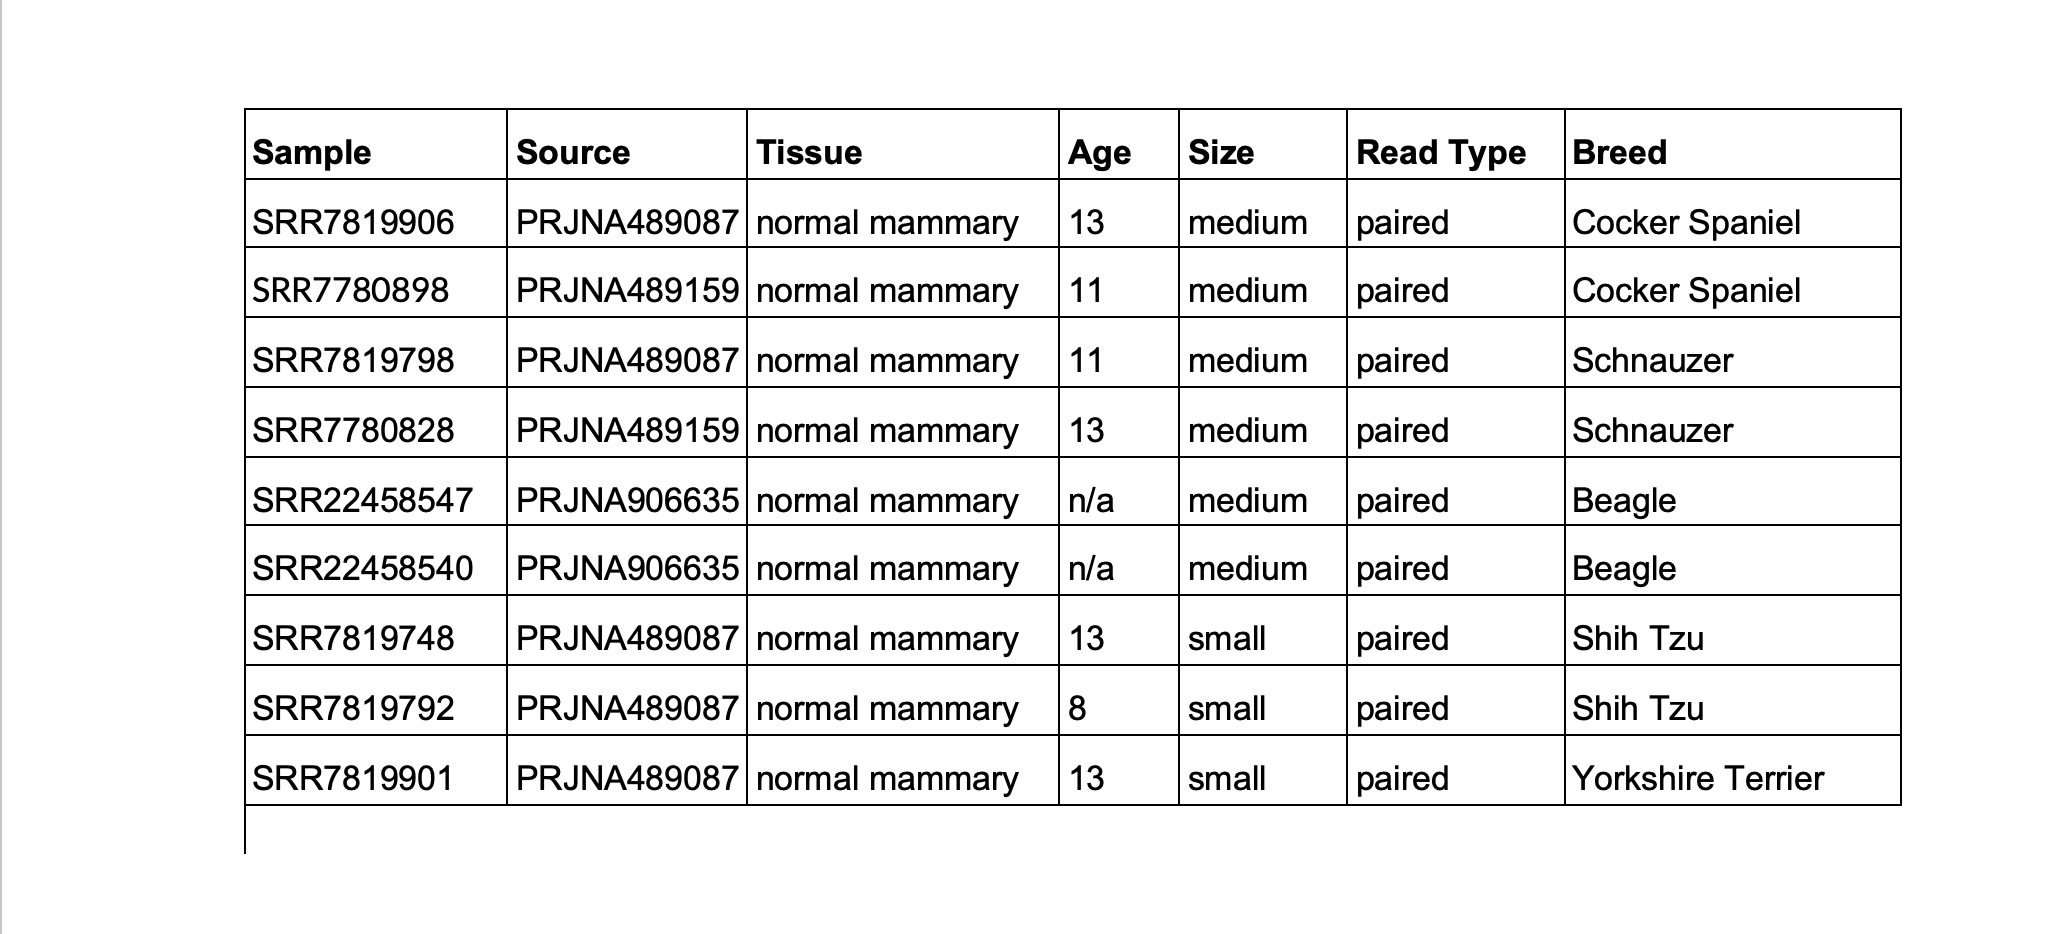 Sample Source Tissue Age Size Read Type Breed
SRR7819906 PRJNA489087 normal mammary 13 medium paired Cocker Spaniel
SRR7780898 PRJNA489159 normal mammary 11 medium paired Cocker Spaniel
SRR7819798 PRJNA489087 normal mammary 11 medium paired Schnauzer
SRR7780828 PRJNA489159 normal mammary 13 medium paired Schnauzer
SRR22458547 PRJNA906635 normal mammary n/a medium paired Beagle
SRR22458540 PRJNA906635 normal mammary n/a medium paired Beagle
SRR7819748 PRJNA489087 normal mammary 13 small paired Shih Tzu
SRR7819792 PRJNA489087 normal mammary 8 small paired Shih Tzu
SRR7819901 PRJNA489087 normal mammary 13 small paired Yorkshire Terrier